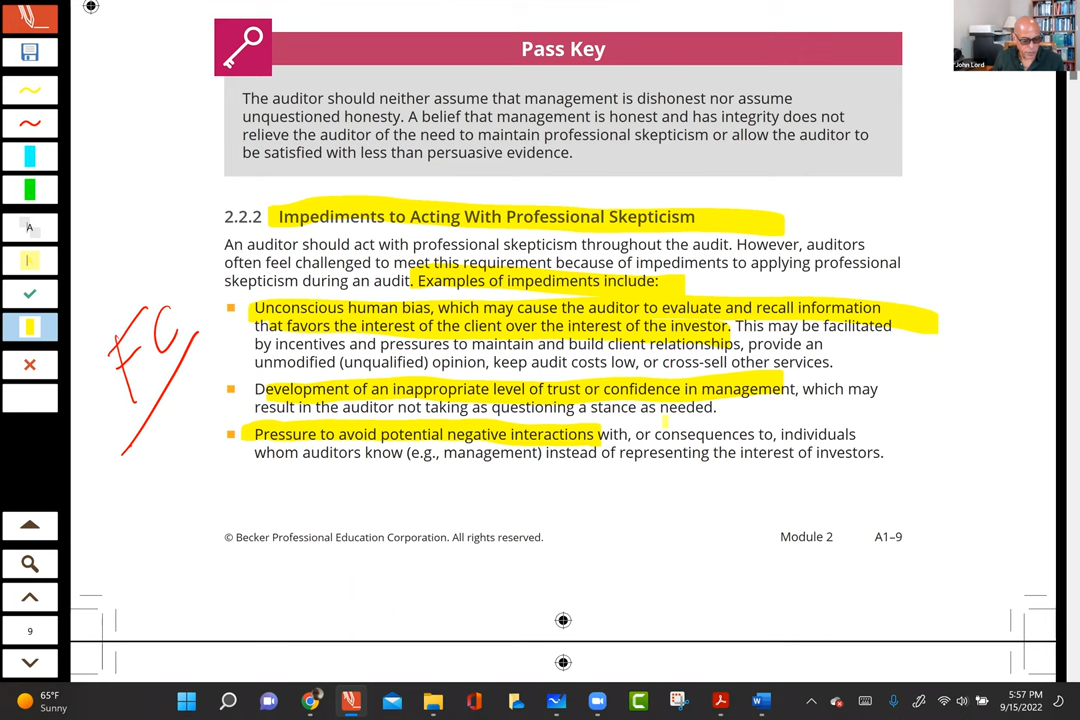 John Lord
Pass Key
The auditor should neither assume that management is dishonest nor assume
unquestioned honesty. A belief that management is honest and has integrity does not
relieve the auditor of the need to maintain professional skepticism or allow the auditor to
be satisfied with less than persuasive evidence.
2.2.2 Impediments to Acting With Professional Skepticism
An auditor should act with professional skepticism throughout the audit. However, auditors
often feel challenged to meet this requirement because of impediments to applying professional
skepticism during an audit. Examples of impediments include:
Unconscious human bias, which may cause the auditor to evaluate and recall information
that favors the interest of the client over the interest of the investor. This may be facilitated
by incentives and pressures to maintain and build client relationships, provide an
unmodified (unqualified) opinion, keep audit costs low, or cross-sell other services.
Development of an inappropriate level of trust or confidence in management, which may
result in the auditor not taking as questioning a stance as needed.
Pressure to avoid potential negative interactions with, or consequences to, individuals
whom auditors know (e.g., management) instead of representing the interest of investors.
EC
© Becker Professional Education Corporation. All rights reserved. Module 2 A1–9
A
9
65°F
Sunny
5:57 PM
9/15/2022